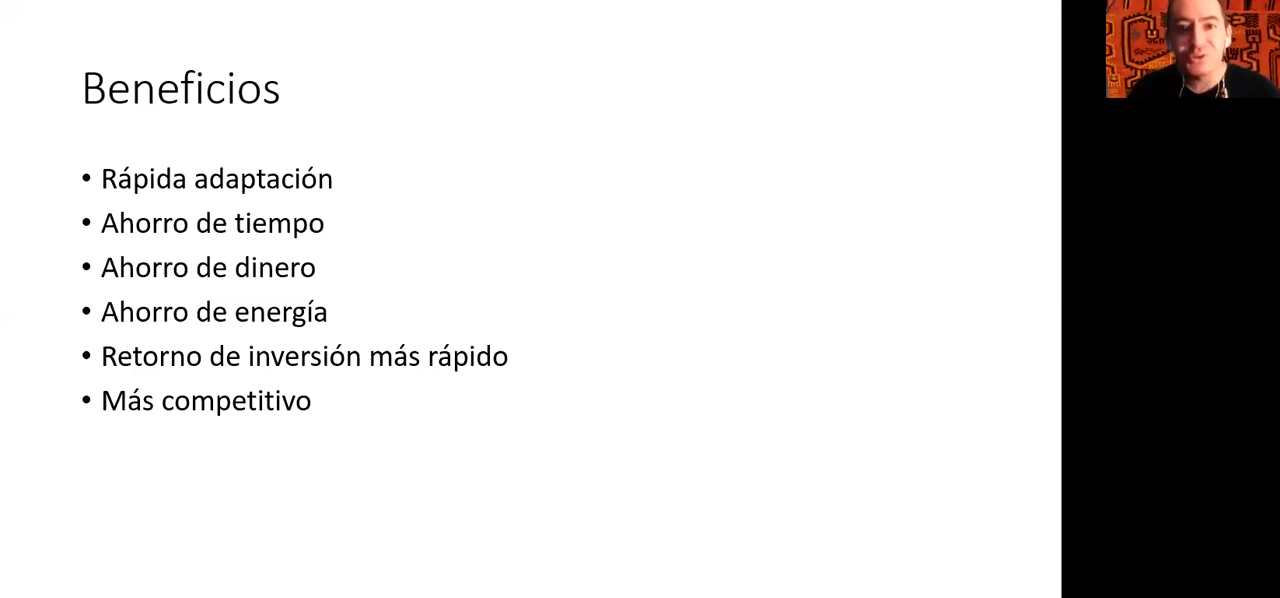 Beneficios
• Rápida adaptación
• Ahorro de tiempo
• Ahorro de dinero
• Ahorro de energía
• Retorno de inversión más rápido
• Más competitivo